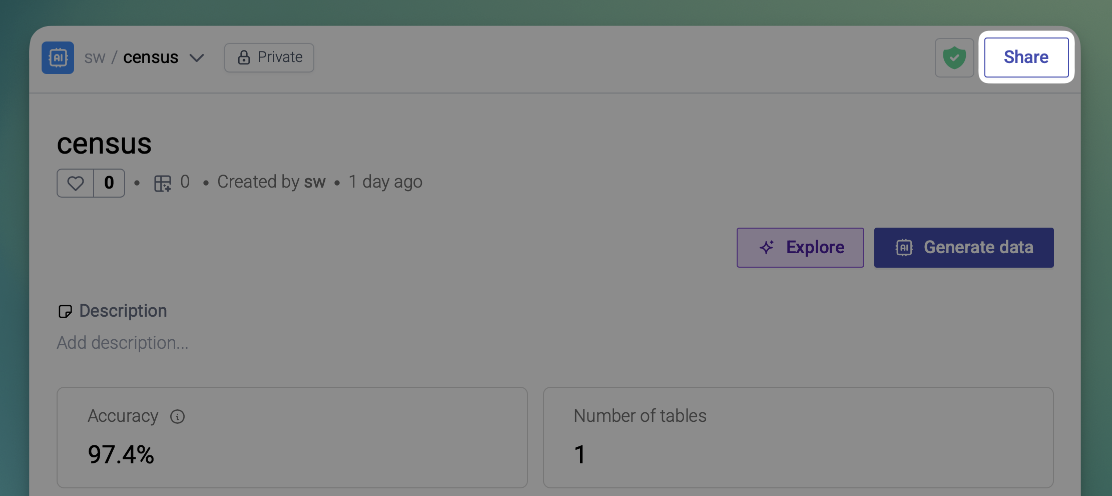 AI sw / census Private Share
census
0 • 0 • Created by sw • 1 day ago
Explore AI Generate data
Description
Add description...
Accuracy Number of tables
97.4% 1